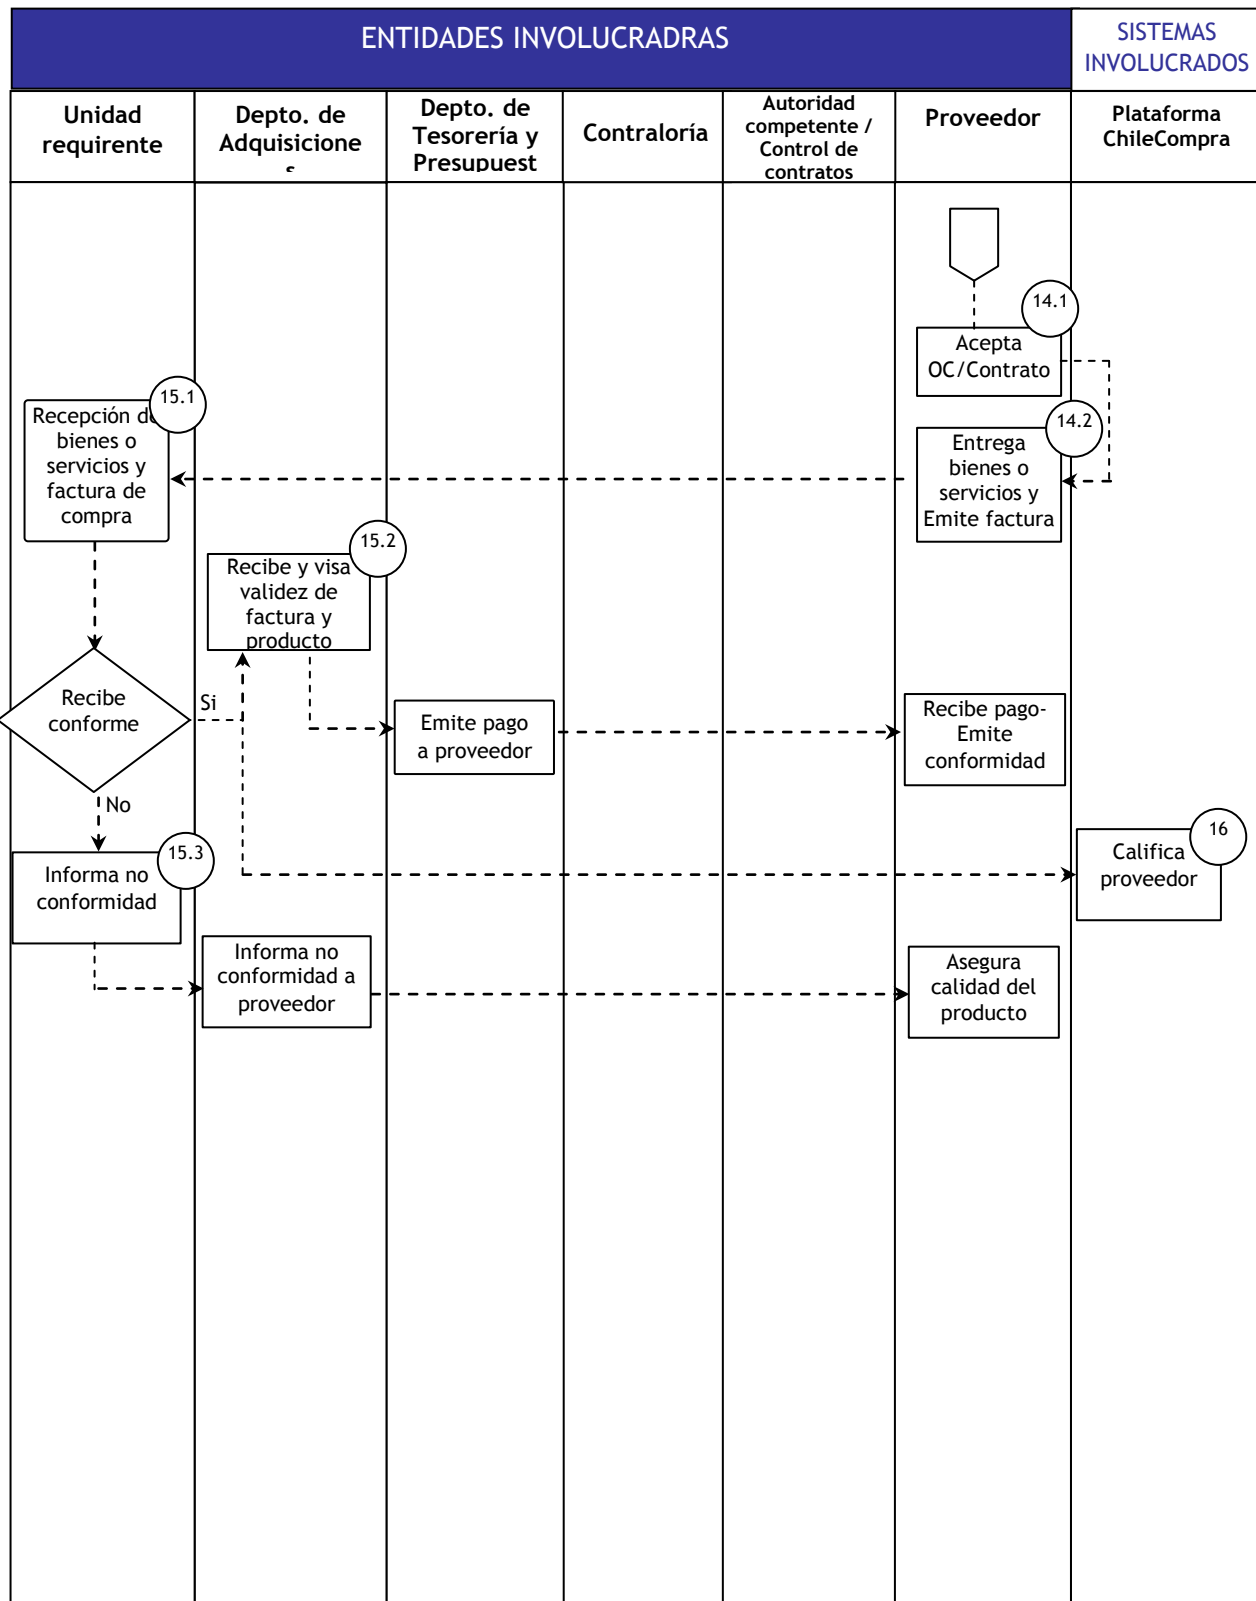 ENTIDADES INVOLUCRADRAS
SISTEMAS
INVOLUCRADOS
Unidad
requirente
Depto. de
Adquisicione
s
Depto. de
Tesorería y
Presupuest
Contraloría
Autoridad
competente /
Control de
contratos
Proveedor
Plataforma
ChileCompra
14.1
Acepta
OC/Contrato
14.2
Entrega
bienes o
servicios y
Emite factura
15.1
Recepción de
bienes o
servicios y
factura de
compra
15.2
Recibe y visa
validez de
factura y
producto
Recibe
conforme
Si
No
Emite pago
a proveedor
Recibe pago-
Emite
conformidad
16
Califica
proveedor
15.3
Informa no
conformidad
Informa no
conformidad a
proveedor
Asegura
calidad del
producto